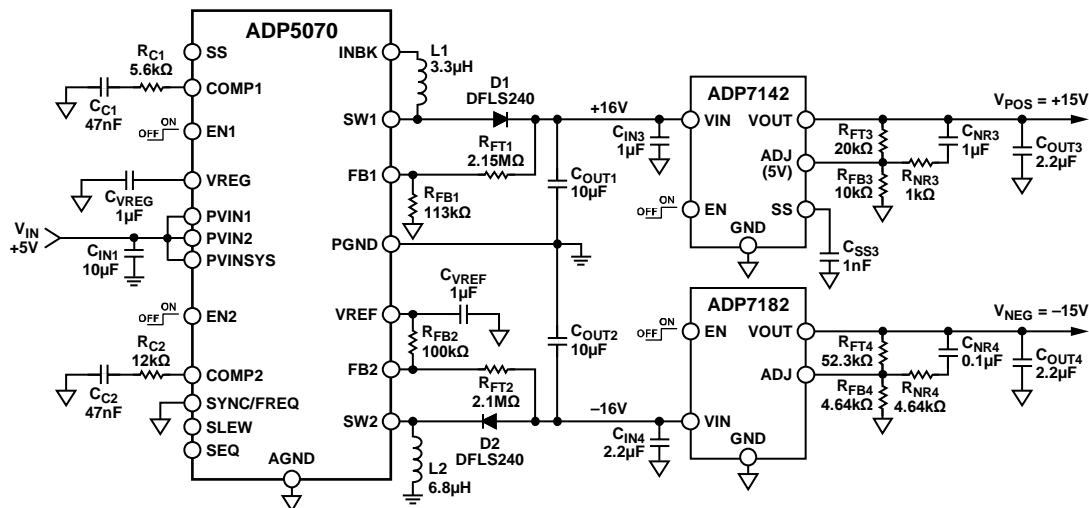 ADP5070
SS
COMP1
EN1
VREG
PVIN1
PVIN2
PVINSYS
EN2
COMP2
SYNC/FREQ
SLEW
SEQ
AGND
INBK
SW1
FB1
PGND
VREF
FB2
SW2
RC1
5.6kΩ
CC1
47nF
OFF ON
CVREG
1µF
VIN
+5V
CIN1
10µF
OFF ON
RC2
12kΩ
CC2
47nF
L1
3.3µH
D1
DFLS240
RFT1
2.15MΩ
RFB1
113kΩ
COUT1
10µF
CVREF
1µF
RFB2
100kΩ
RFT2
2.1MΩ
COUT2
10µF
D2
DFLS240
L2
6.8µH
+16V
CIN3
1µF
–16V
CIN4
2.2µF
ADP7142
VIN
VOUT
ADJ
(5V)
EN
SS
GND
OFF ON
RFT3
20kΩ
RFB3
10kΩ
CNR3
1µF
RNR3
1kΩ
CSS3
1nF
VPOS = +15V
COUT3
2.2µF
ADP7182
EN
VOUT
ADJ
VIN
GND
OFF ON
RFT4
52.3kΩ
RFB4
4.64kΩ
CNR4
0.1µF
RNR4
4.64kΩ
VNEG = –15V
COUT4
2.2µF